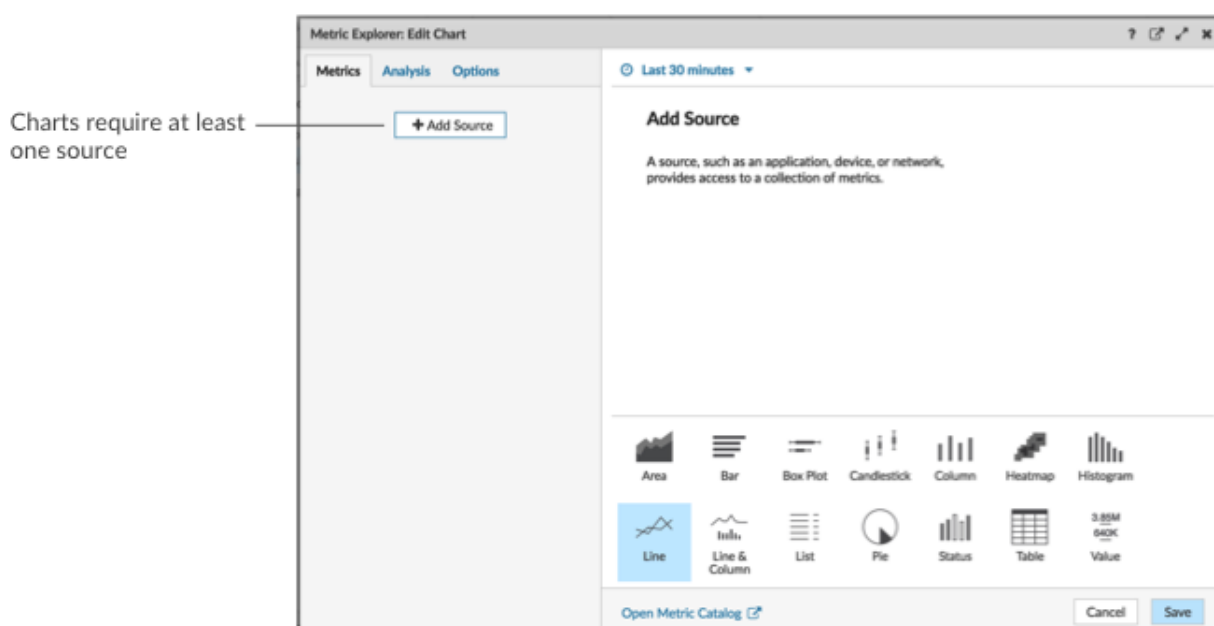 Metric Explorer: Edit Chart
?
Metrics Analysis Options
Last 30 minutes
Charts require at least
one source
+ Add Source
Add Source
A source, such as an application, device, or network,
provides access to a collection of metrics.
Area Bar Box Plot Candlestick Column Heatmap Histogram
3.85M
640K
Line Line &
Column List Pie Status Table Value
Open Metric Catalog
Cancel Save